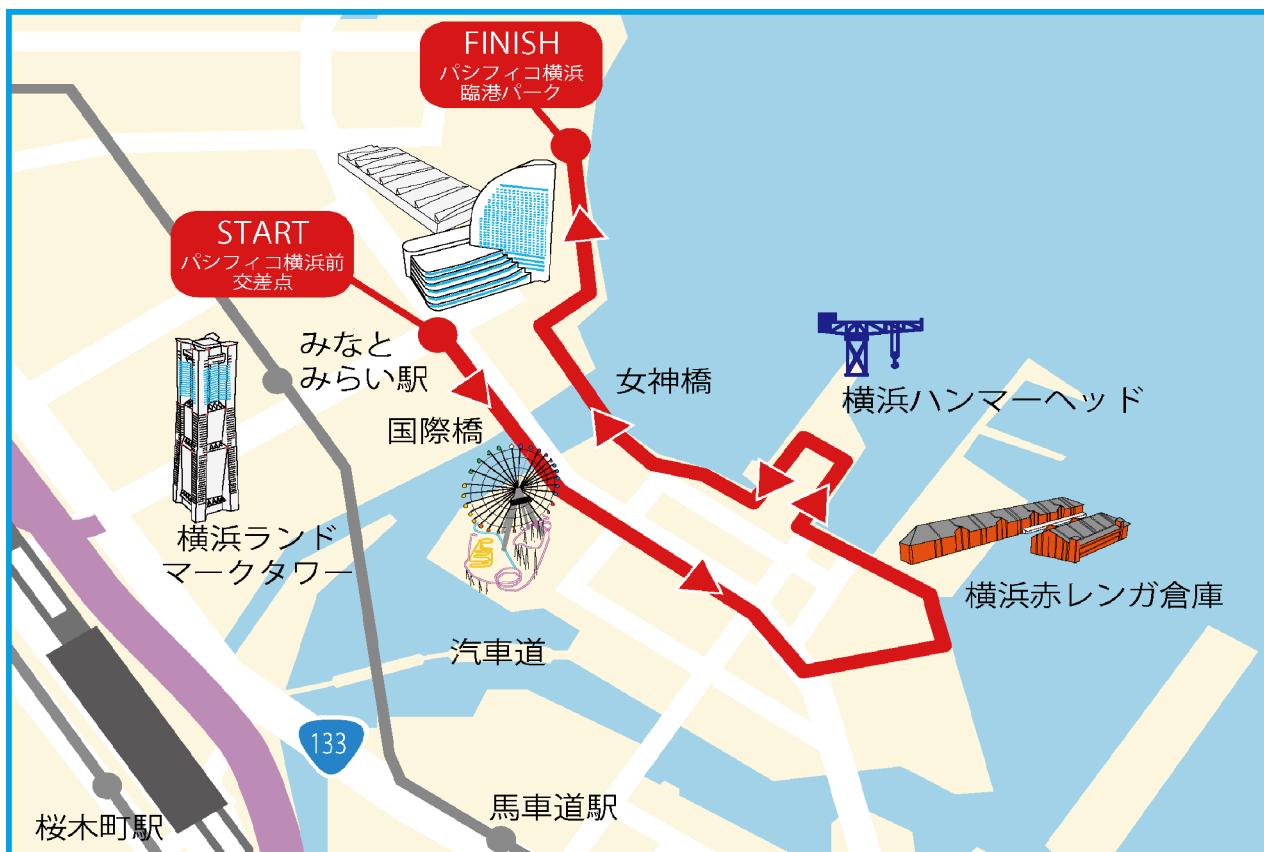 FINISH
パシフィコ横浜
臨港パーク
START
パシフィコ横浜前
交差点
みなと
みらい駅
国際橋
女神橋
横浜ハンマーヘッド
横浜ランド
マークタワー
横浜赤レンガ倉庫
汽車道
133
馬車道駅
桜木町駅